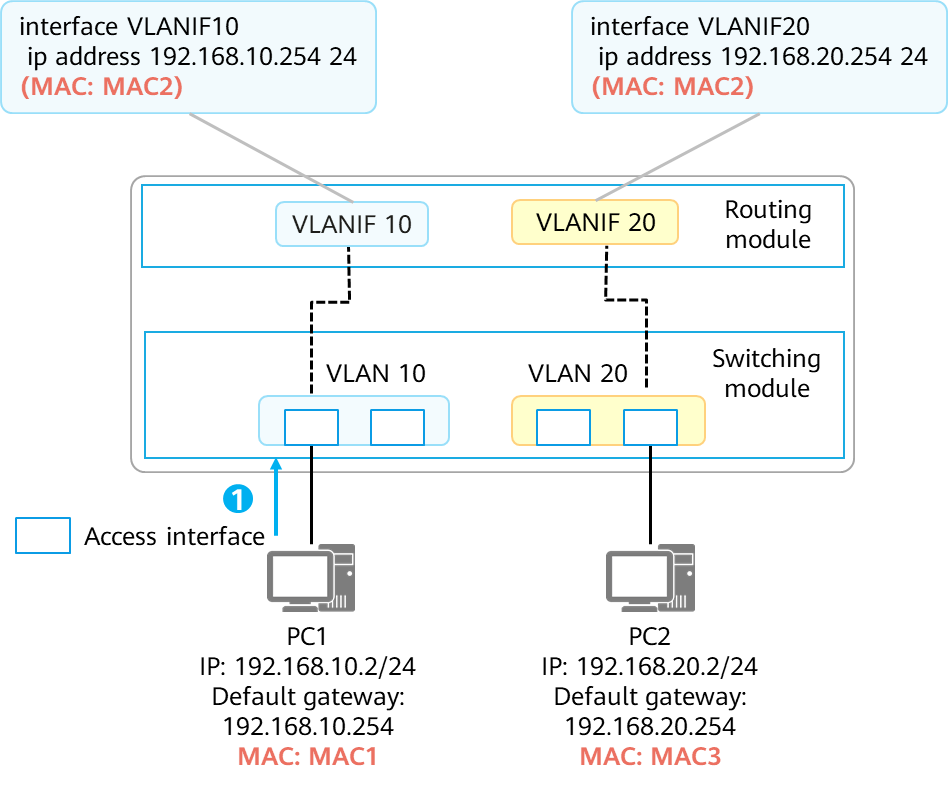 interface VLANIF10
ip address 192.168.10.254 24
(MAC: MAC2)
interface VLANIF20
ip address 192.168.20.254 24
(MAC: MAC2)
VLANIF 10
VLANIF 20
Routing
module
VLAN 10
VLAN 20
Switching
module
1
Access interface
PC1
IP: 192.168.10.2/24
Default gateway:
192.168.10.254
MAC: MAC1
PC2
IP: 192.168.20.2/24
Default gateway:
192.168.20.254
MAC: MAC3